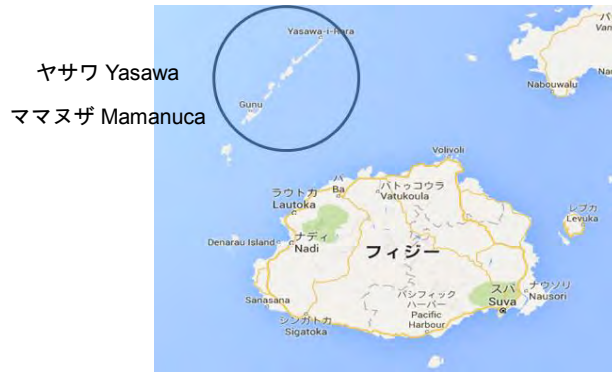 ヤサワ Yasawa
ママヌザ Mamanuca
Yasawa-i-Rara
Gunu
Nabouwalu
Volivoli
バ
Ba
バトゥコウラ
Vatukoula
ラウトカ
Lautoka
レブカ
Levuka
Denarau Island
ナディ
Nadi
フィジー
スバ
Suva
ナウソリ
Nausori
パシフィック
ハーバー
Pacific
Harbour
Sanasana
シンガトカ
Sigatoka